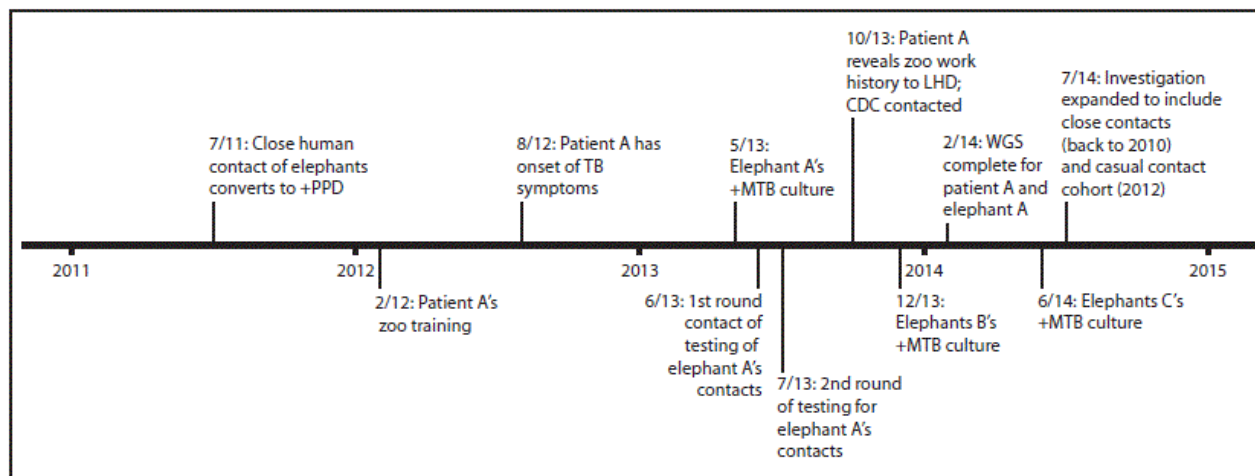 7/11: Close human
contact of elephants
converts to +PPD
8/12: Patient A has
onset of TB
symptoms
5/13:
Elephant A's
+MTB culture
10/13: Patient A
reveals zoo work
history to LHD;
CDC contacted
2/14: WGS
complete for
patient A and
elephant A
7/14: Investigation
expanded to include
close contacts
(back to 2010)
and casual contact
cohort (2012)
2011
2012
2013
2014
2015
2/12: Patient A's
zoo training
6/13: 1st round
contact of
testing of
elephant A's
contacts
7/13: 2nd round
of testing for
elephant A's
contacts
12/13:
Elephants B's
+MTB culture
6/14: Elephants C's
+MTB culture